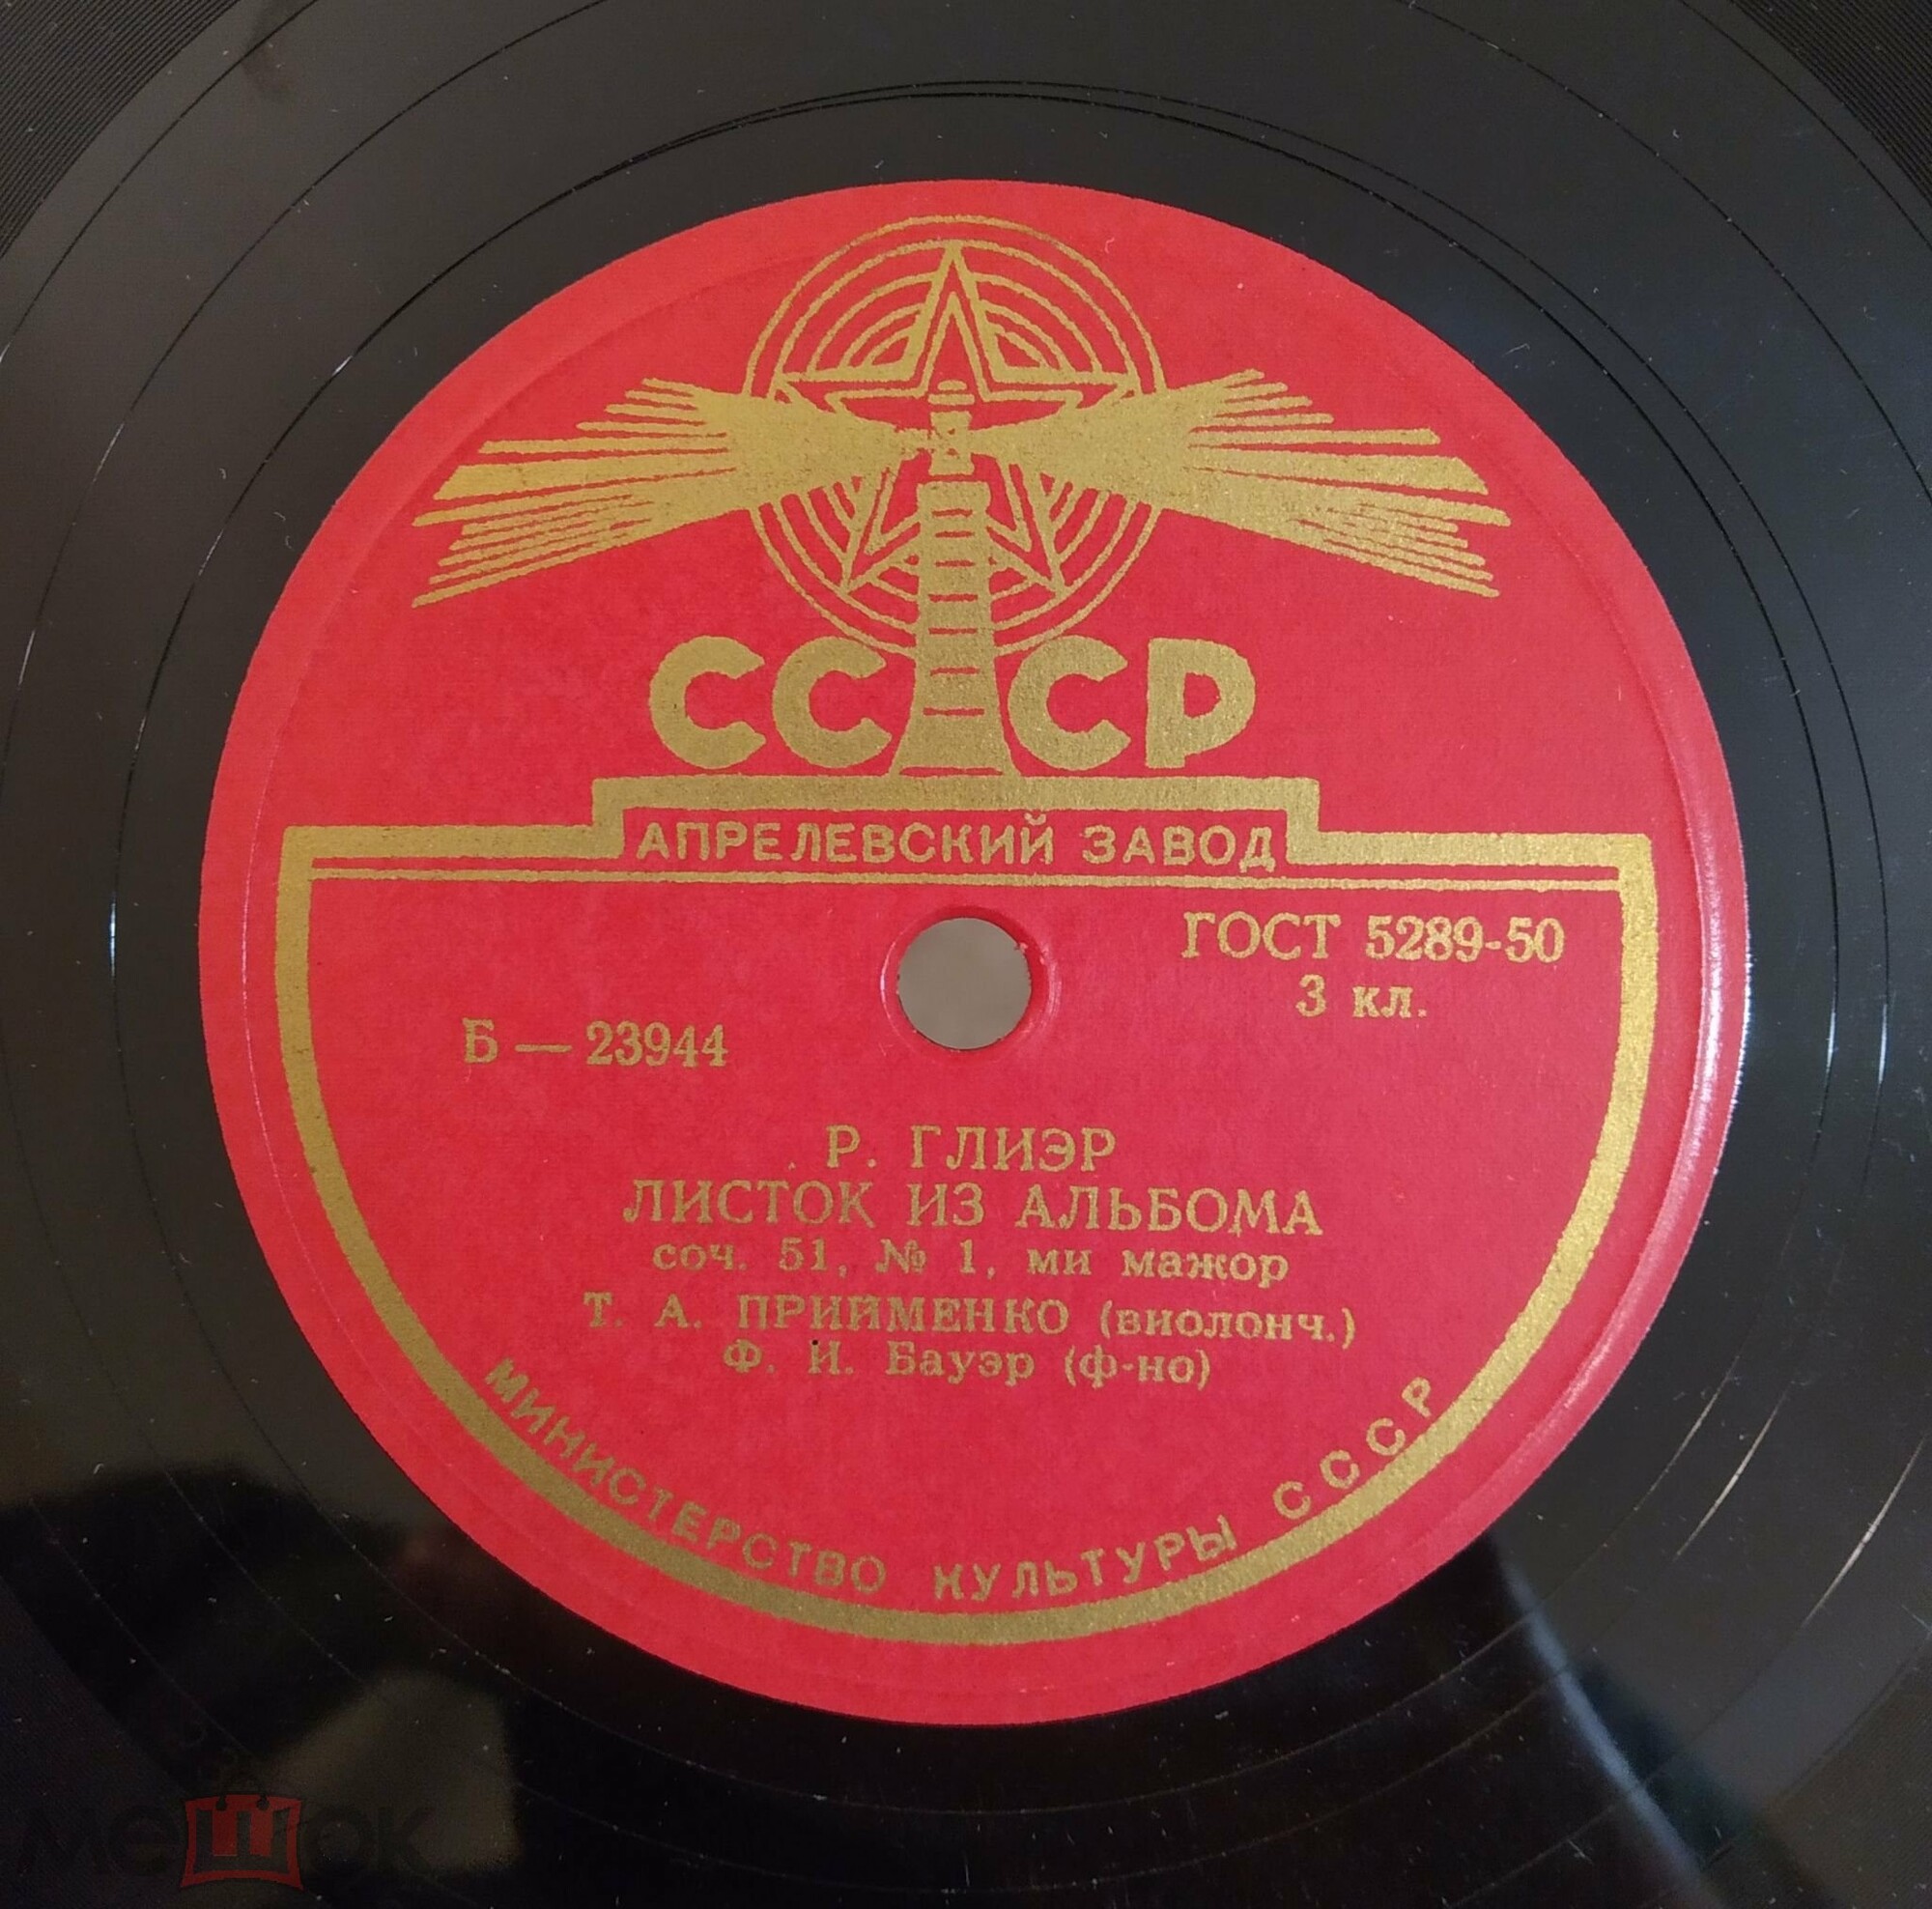 СССР
АПРЕЛЕВСКИЙ ЗАВОД
ГОСТ 5289-50
3 кл.
Б — 23944
Р. ГЛИЭР
ЛИСТОК ИЗ АЛЬБОМА
соч. 51, № 1, ми мажор
Т. А. ПРИЙМЕНКО (виолонч.)
Ф. И. Бауэр (ф-но)
МИНИСТЕРСТВО КУЛЬТУРЫ СССР
мешок